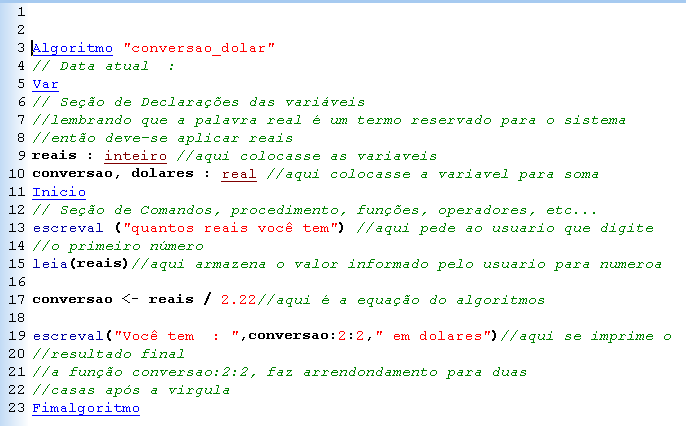 1
2
3 Algoritmo "conversao_dolar"
4 // Data atual  :
5 Var
6 // Seção de Declarações das variáveis
7 //lembrando que a palavra real é um termo reservado para o sistema
8 //então deve-se aplicar reais
9 reais : inteiro //aqui colocasse as variaveis
10 conversao, dolares : real //aqui colocasse a variavel para soma
11 Inicio
12 // Seção de Comandos, procedimento, funções, operadores, etc...
13 escreval ("quantos reais você tem") //aqui pede ao usuario que digite
14 //o primeiro número
15 leia(reais)//aqui armazena o valor informado pelo usuario para numeroa
16
17 conversao <- reais / 2.22//aqui é a equação do algoritmos
18
19 escreval("Você tem  : ",conversao:2:2," em dolares")//aqui se imprime o
20 //resultado final
21 //a função conversao:2:2, faz arrendondamento para duas
22 //casas após a virgula
23 Fimalgoritmo